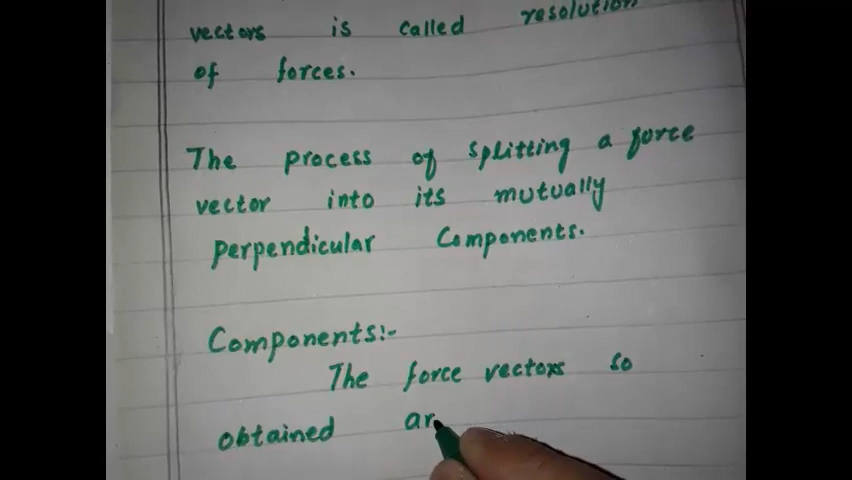 vectors is called resolution
of forces.
The process of splitting a force
vector into its mutually
perpendicular Components.
Components:-
The force vectors so
obtained ar